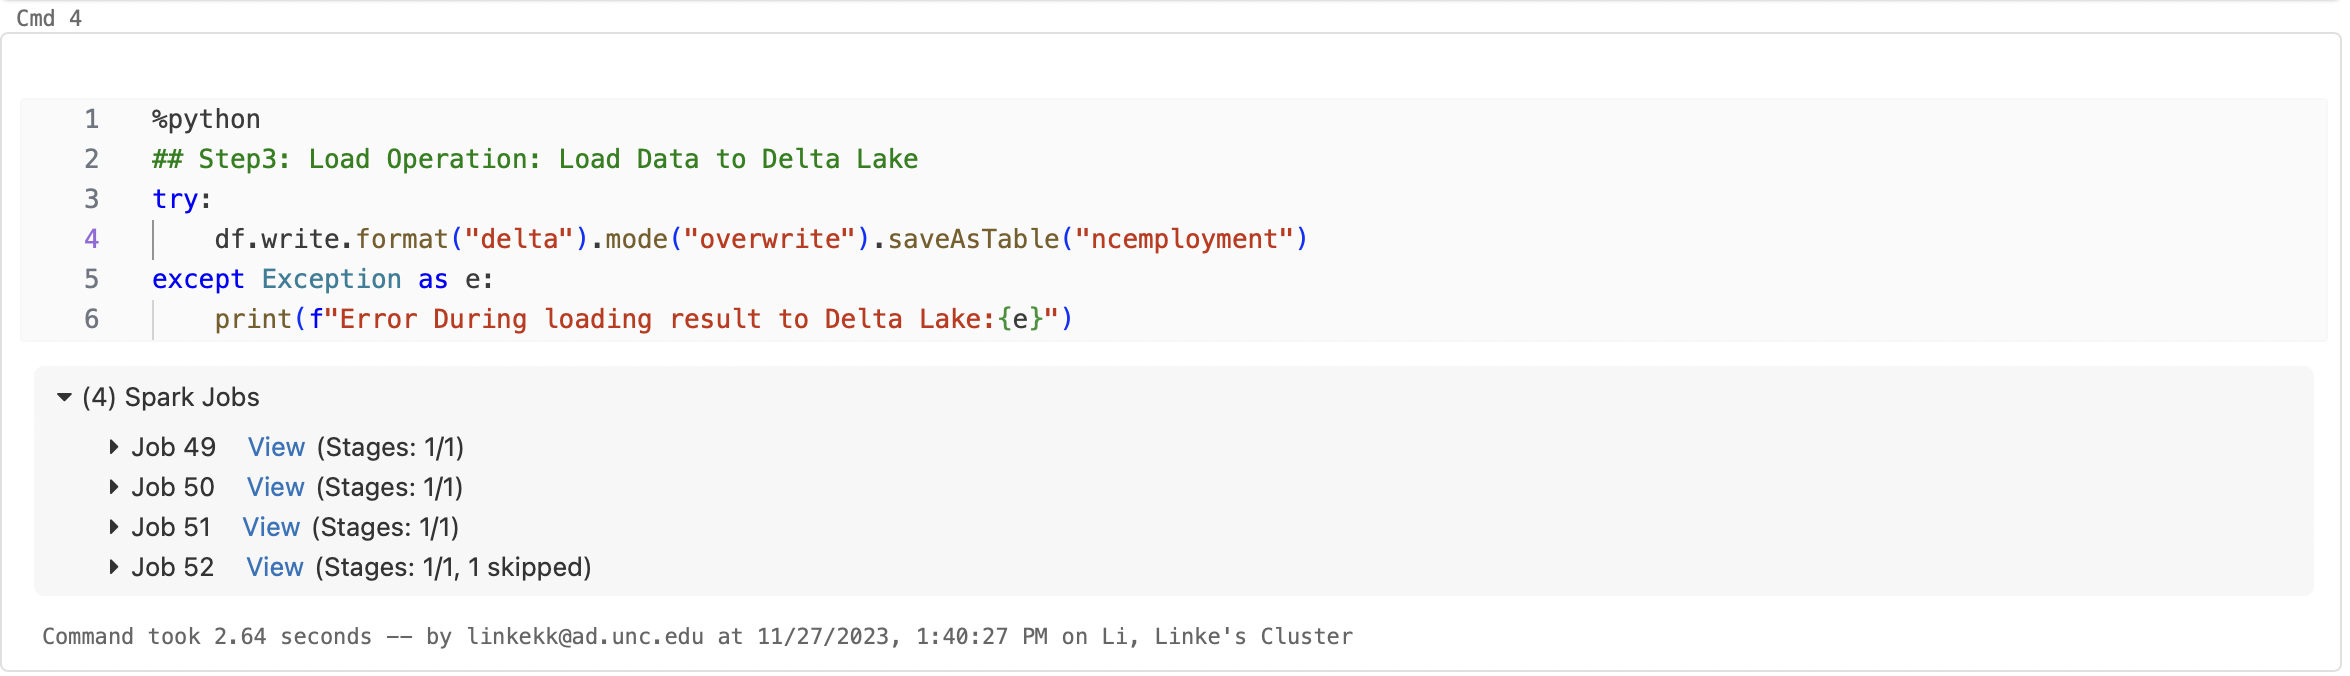 Cmd 4
1 %python
2 ## Step3: Load Operation: Load Data to Delta Lake
3 try:
4     df.write.format("delta").mode("overwrite").saveAsTable("ncemployment")
5 except Exception as e:
6     print(f"Error During loading result to Delta Lake:{e}")
(4) Spark Jobs
Job 49 View (Stages: 1/1)
Job 50 View (Stages: 1/1)
Job 51 View (Stages: 1/1)
Job 52 View (Stages: 1/1, 1 skipped)
Command took 2.64 seconds -- by linkekk@ad.unc.edu at 11/27/2023, 1:40:27 PM on Li, Linke's Cluster